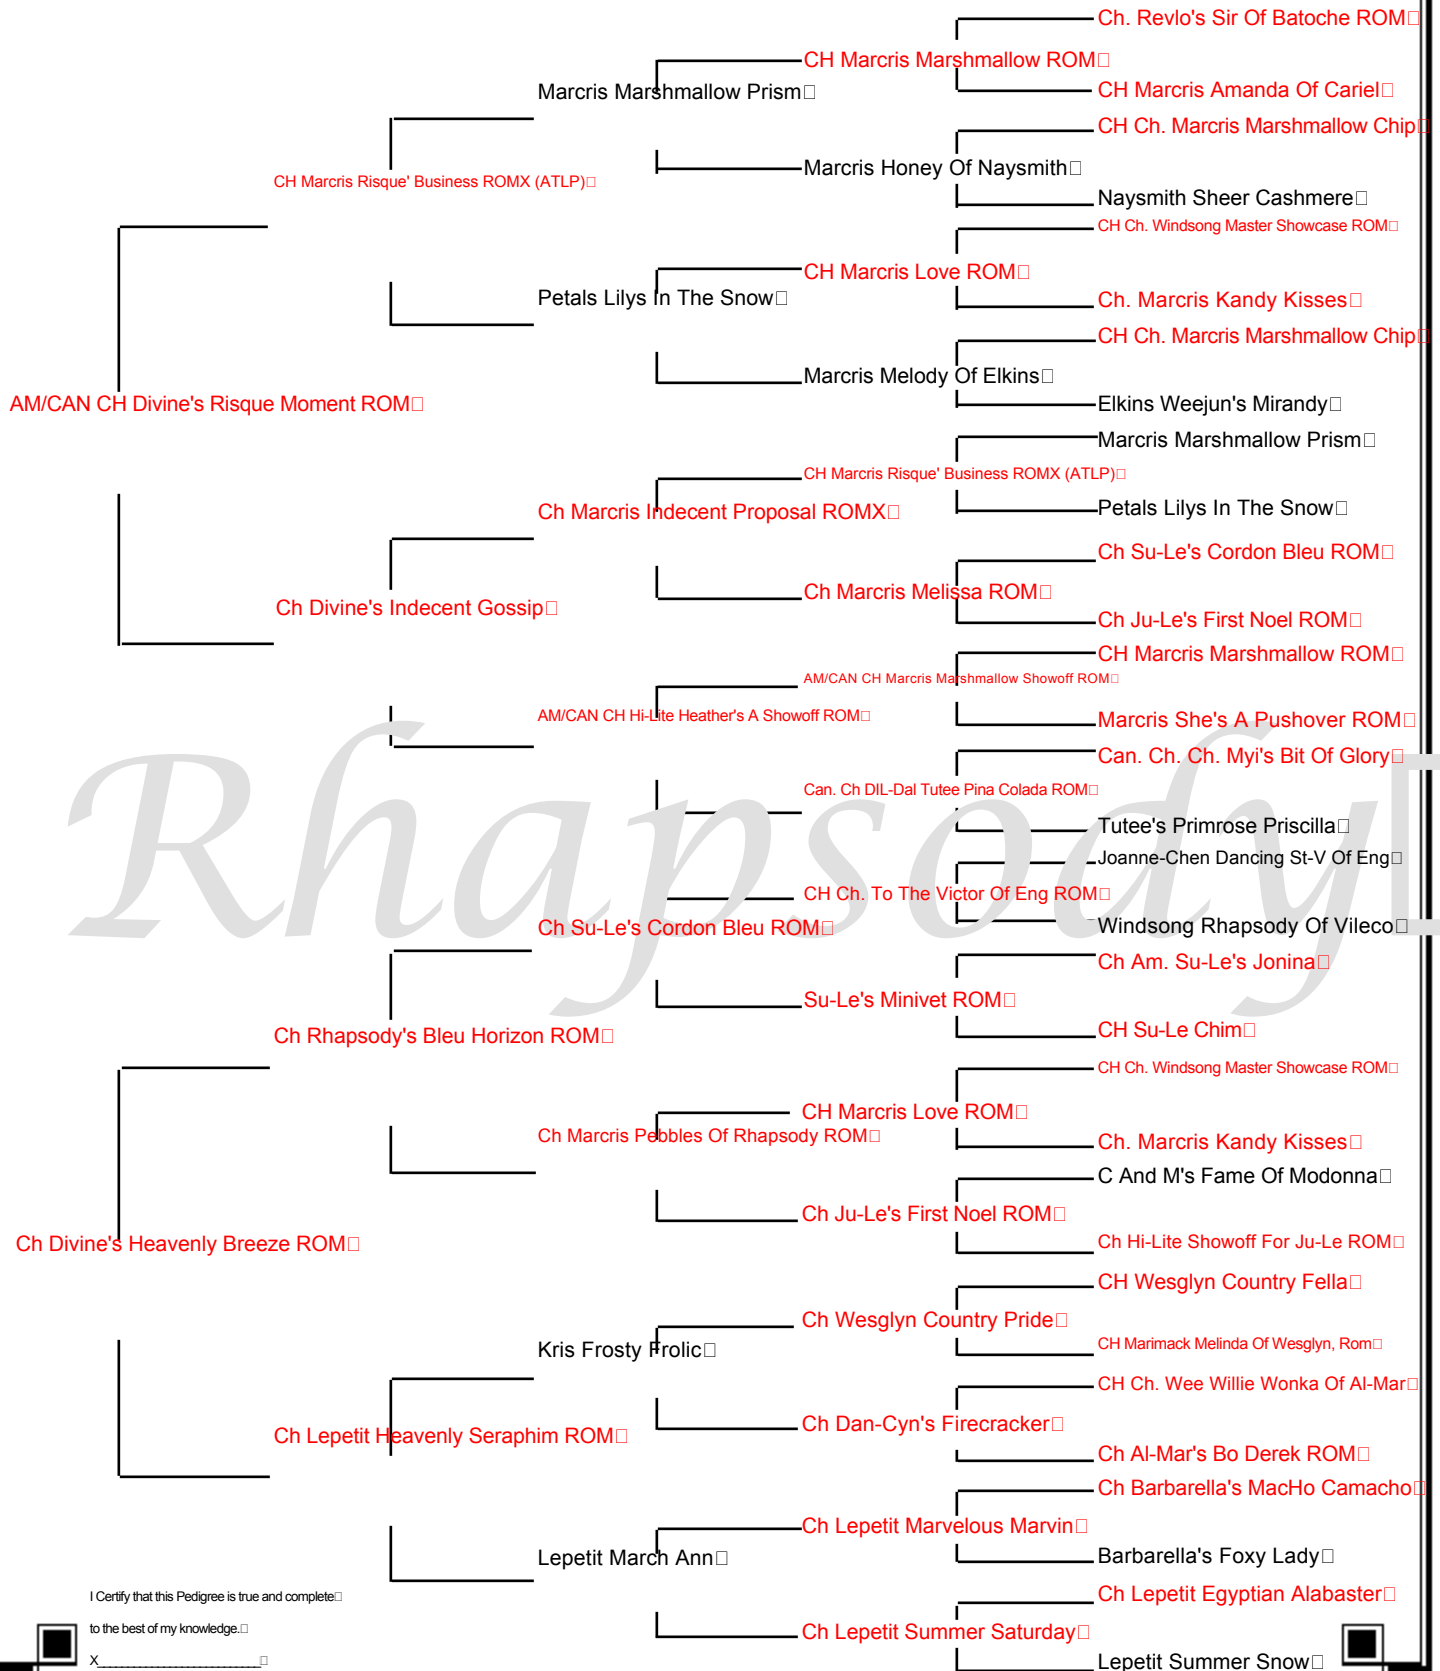 Ch. Revlo's Sir Of Batoche ROM
CH Marcris Marshmallow ROM
Marcris Marshmallow Prism
CH Marcris Amanda Of Cariel
CH Ch. Marcris Marshmallow Chip
Marcris Honey Of Naysmith
CH Marcris Risque' Business ROMX (ATLP)
Naysmith Sheer Cashmere
CH Ch. Windsong Master Showcase ROM
CH Marcris Love ROM
Petals Lilys In The Snow
Ch. Marcris Kandy Kisses
CH Ch. Marcris Marshmallow Chip
Marcris Melody Of Elkins
AM/CAN CH Divine's Risque Moment ROM
Elkins Weejun's Mirandy
Marcris Marshmallow Prism
CH Marcris Risque' Business ROMX (ATLP)
Ch Marcris Indecent Proposal ROMX
Petals Lilys In The Snow
Ch Su-Le's Cordon Bleu ROM
Ch Marcris Melissa ROM
Ch Divine's Indecent Gossip
Ch Ju-Le's First Noel ROM
CH Marcris Marshmallow ROM
AM/CAN CH Marcris Marshmallow Showoff ROM
AM/CAN CH Hi-Lite Heather's A Showoff ROM
Marcris She's A Pushover ROM
Can. Ch. Ch. Myi's Bit Of Glory
Can. Ch DIL-Dal Tutee Pina Colada ROM
Tutee's Primrose Priscilla
Rhapsody
Joanne-Chen Dancing St-V Of Eng
CH Ch. To The Victor Of Eng ROM
Ch Su-Le's Cordon Bleu ROM
Windsong Rhapsody Of Vileco
Ch Am. Su-Le's Jonina
Su-Le's Minivet ROM
Ch Rhapsody's Bleu Horizon ROM
CH Su-Le Chim
CH Ch. Windsong Master Showcase ROM
CH Marcris Love ROM
Ch Marcris Pebbles Of Rhapsody ROM
Ch. Marcris Kandy Kisses
C And M's Fame Of Modonna
Ch Ju-Le's First Noel ROM
Ch Divine's Heavenly Breeze ROM
Ch Hi-Lite Showoff For Ju-Le ROM
CH Wesglyn Country Fella
Ch Wesglyn Country Pride
Kris Frosty Frolic
CH Marimack Melinda Of Wesglyn, Rom
CH Ch. Wee Willie Wonka Of Al-Mar
Ch Dan-Cyn's Firecracker
Ch Lepetit Heavenly Seraphim ROM
Ch Al-Mar's Bo Derek ROM
Ch Barbarella's MacHo Camacho
Ch Lepetit Marvelous Marvin
Lepetit March Ann
Barbarella's Foxy Lady
Ch Lepetit Egyptian Alabaster
Ch Lepetit Summer Saturday
Lepetit Summer Snow
I Certify that this Pedigree is true and complete
to the best of my knowledge.
X___________________________